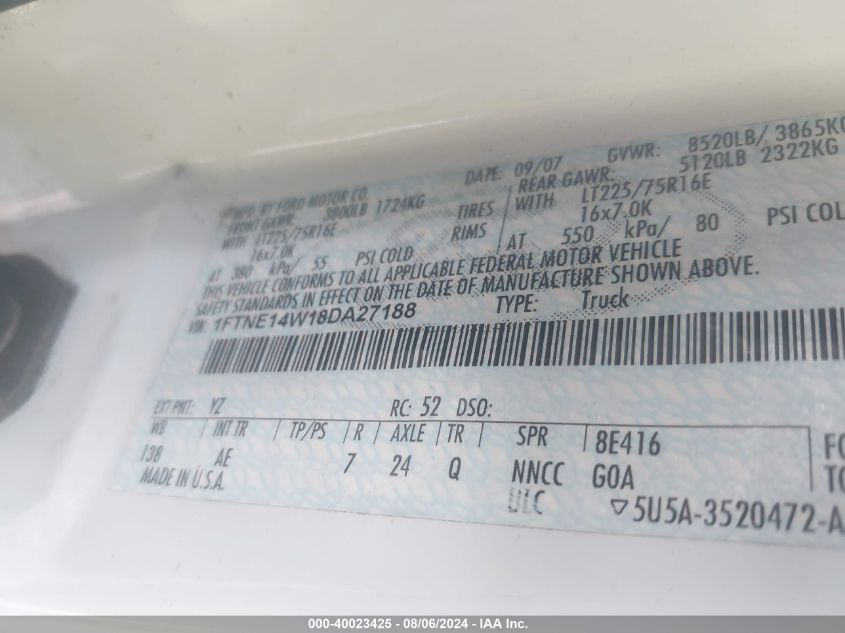 MFD. BY FORD MOTOR CO.
DATE: 09/07 GVWR: 8520LB/ 3865KG
FRONT GAWR: 3800LB 1724KG
REAR GAWR: 5120LB 2322KG
WITH LT225/75R16E TIRES WITH LT225/75R16E
16x7.0K RIMS 16x7.0K
AT 380 kPa/ 55 PSI COLD AT 550 kPa/ 80 PSI COL
THIS VEHICLE CONFORMS TO ALL APPLICABLE FEDERAL MOTOR VEHICLE
SAFETY STANDARDS IN EFFECT ON THE DATE OF MANUFACTURE SHOWN ABOVE.
VIN: 1FTNE14W18DA27188 TYPE: Truck
EXT PNT: YZ RC: 52 DSO:
WB INT TR TP/PS R AXLE TR SPR 8E416 FO
138 AE 7 24 Q NNCC GOA TO
MADE IN U.S.A. ULC 5U5A-3520472-A
000-40023425 - 08/06/2024 - IAA Inc.